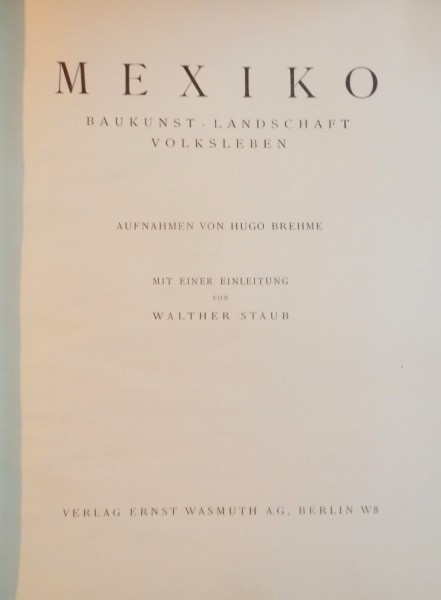 MEXIKO
BAUKUNST · LANDSCHAFT
VOLKSLEBEN
AUFNAHMEN VON HUGO BREHME
MIT EINER EINLEITUNG
VON
WALTHER STAUB
VERLAG ERNST WASMUTH A.G., BERLIN W8